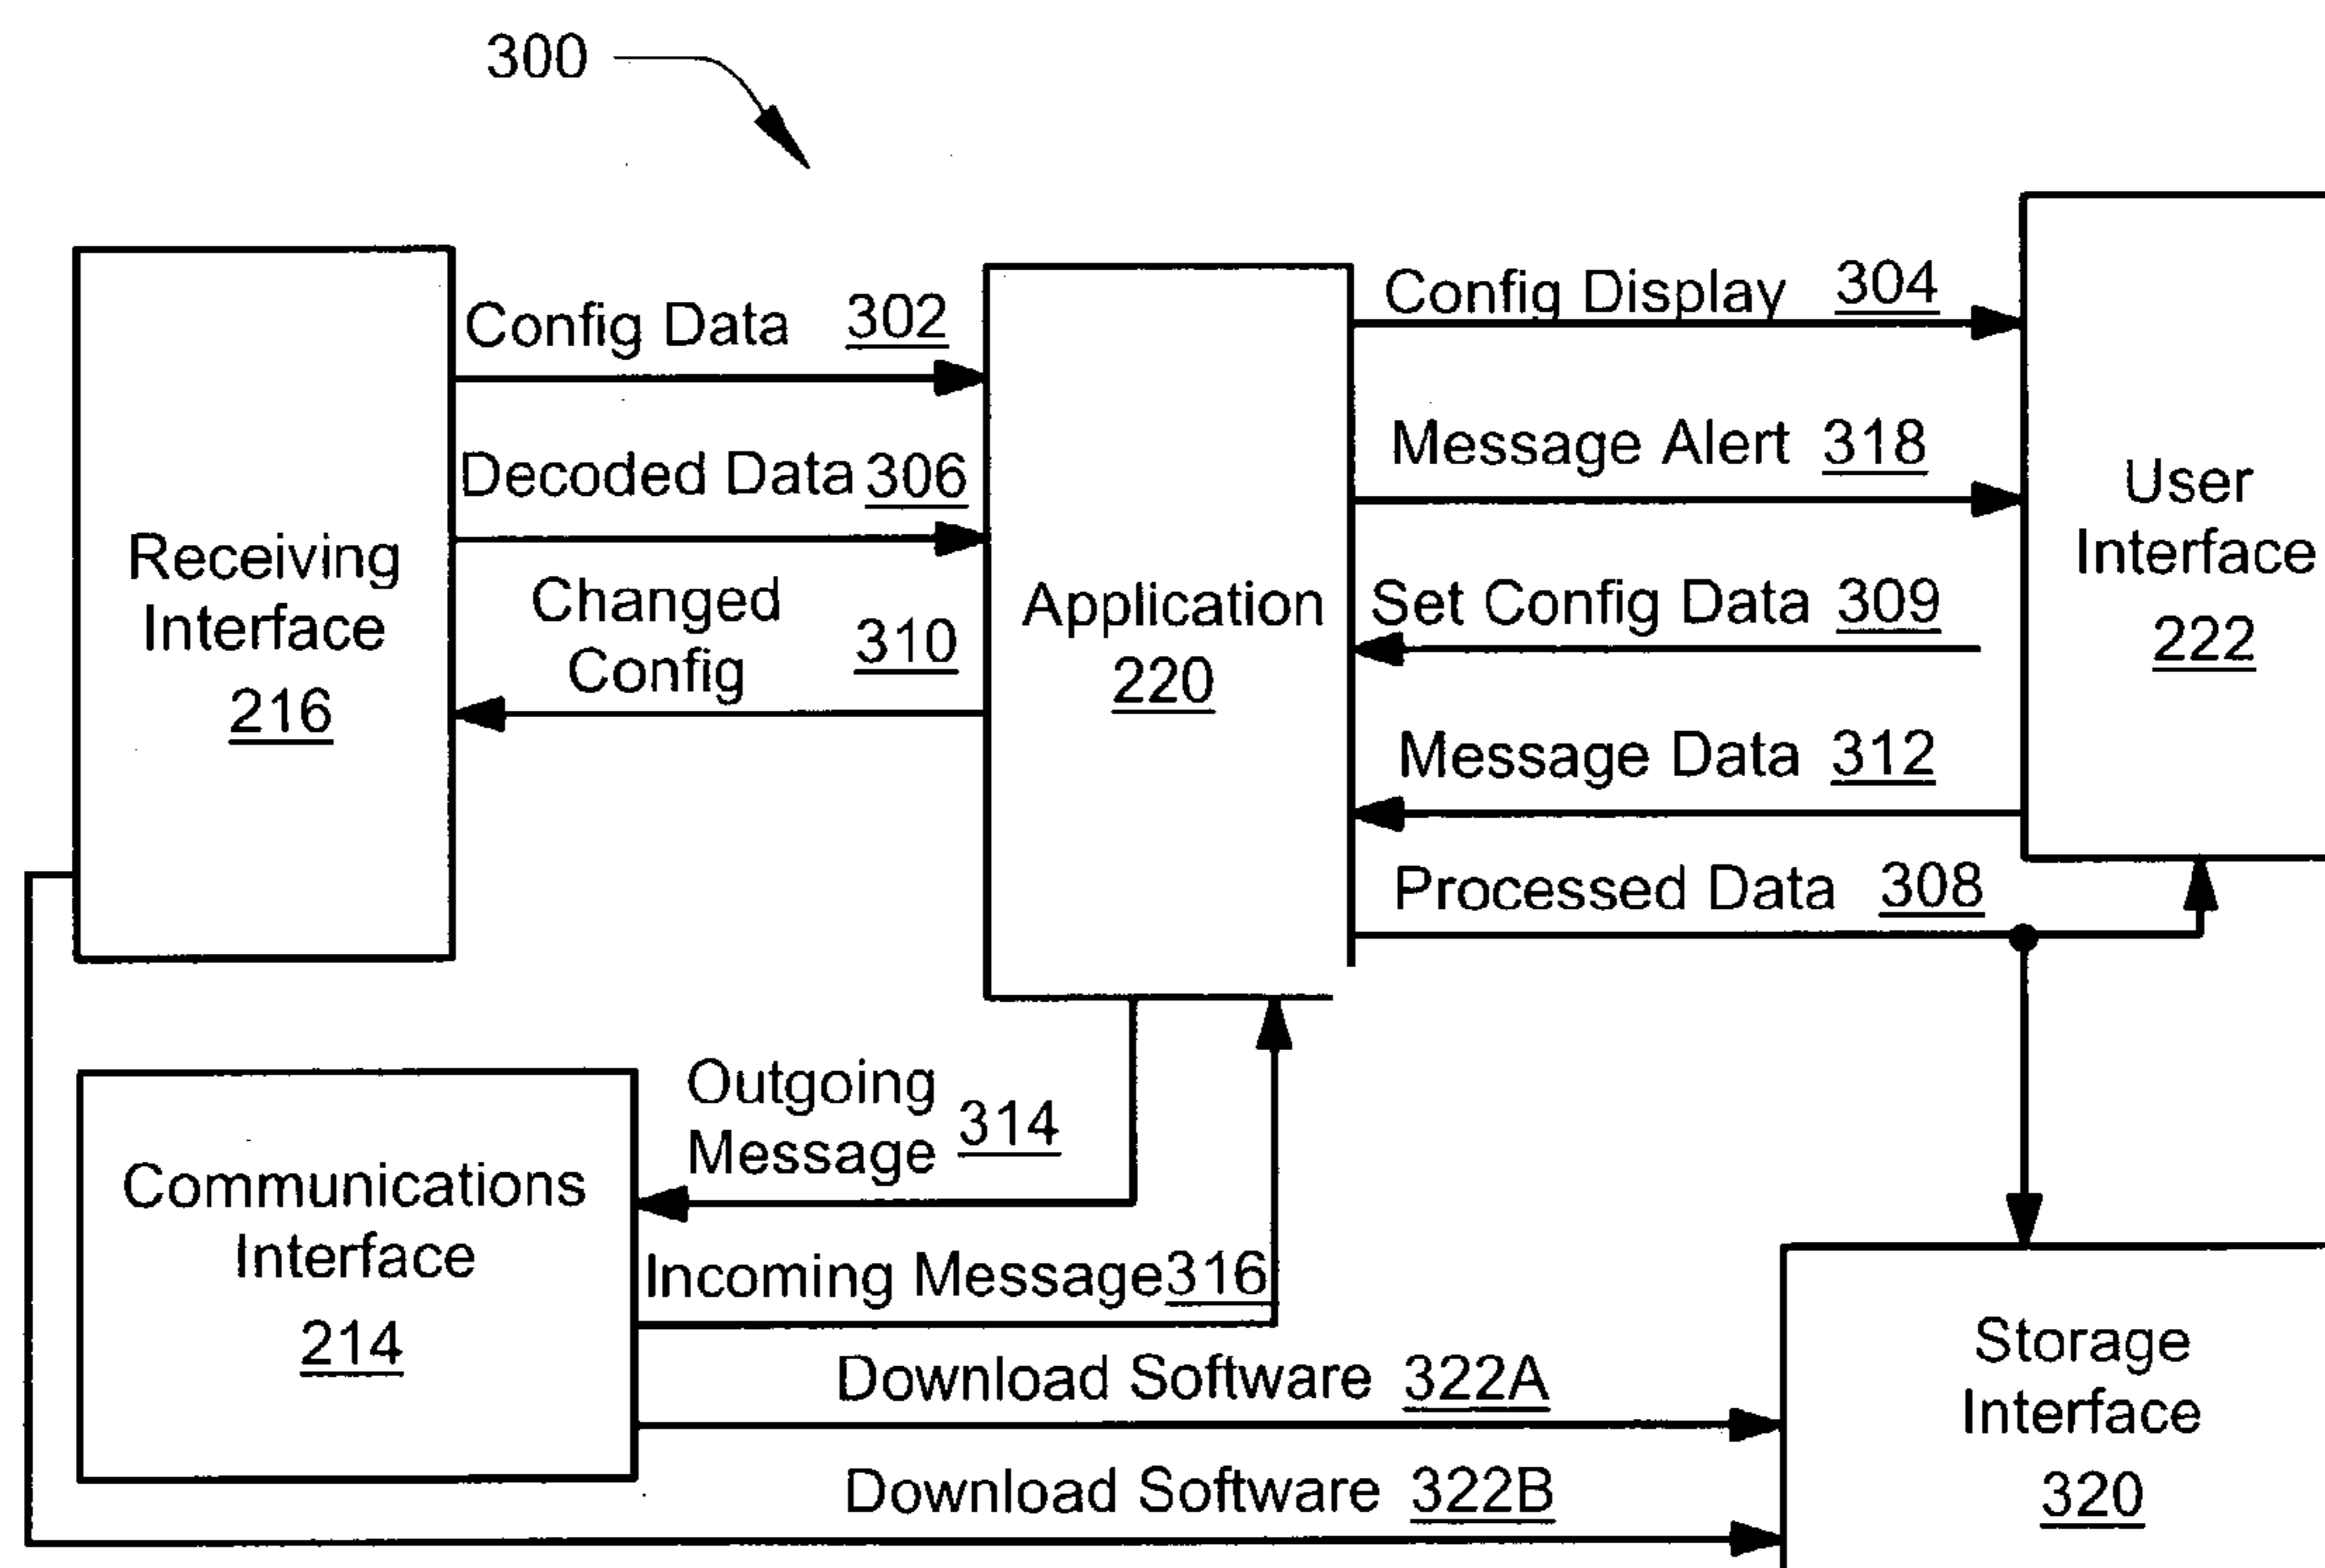 300
Config Data 302
Decoded Data 306
Changed
Config 310
Receiving
Interface
216
Application
220
Config Display 304
Message Alert 318
Set Config Data 309
Message Data 312
Processed Data 308
User
Interface
222
Outgoing
Message 314
Incoming Message316
Communications
Interface
214
Download Software 322A
Download Software 322B
Storage
Interface
320